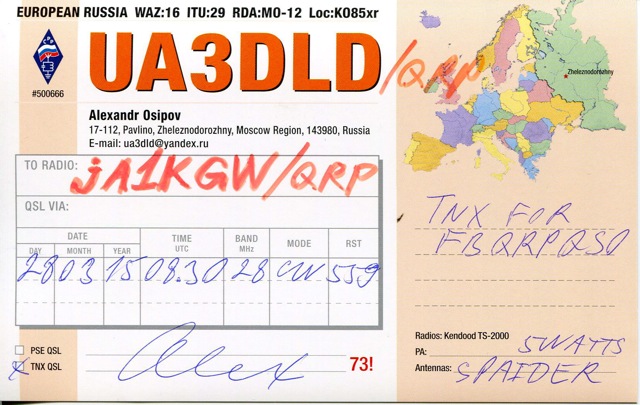 EUROPEAN RUSSIA WAZ:16 ITU:29 RDA:MO-12 Loc:KO85xr
UA3DLD/QRP
#500666
Zheleznodorozhny
Alexandr Osipov
17-112, Pavlino, Zheleznodorozhny, Moscow Region, 143980, Russia
E-mail: ua3dld@yandex.ru
TO RADIO: JA1KGW/QRP
QSL VIA:
DATE TIME UTC BAND MHz MODE RST
DAY MONTH YEAR
28 03 15 08.30 28 CW 559
TNX FOR
FB QRP QSO
Radios: Kendood TS-2000
PA: 5WATTS
Antennas: SPAIDER
PSE QSL
X TNX QSL
Alex 73!